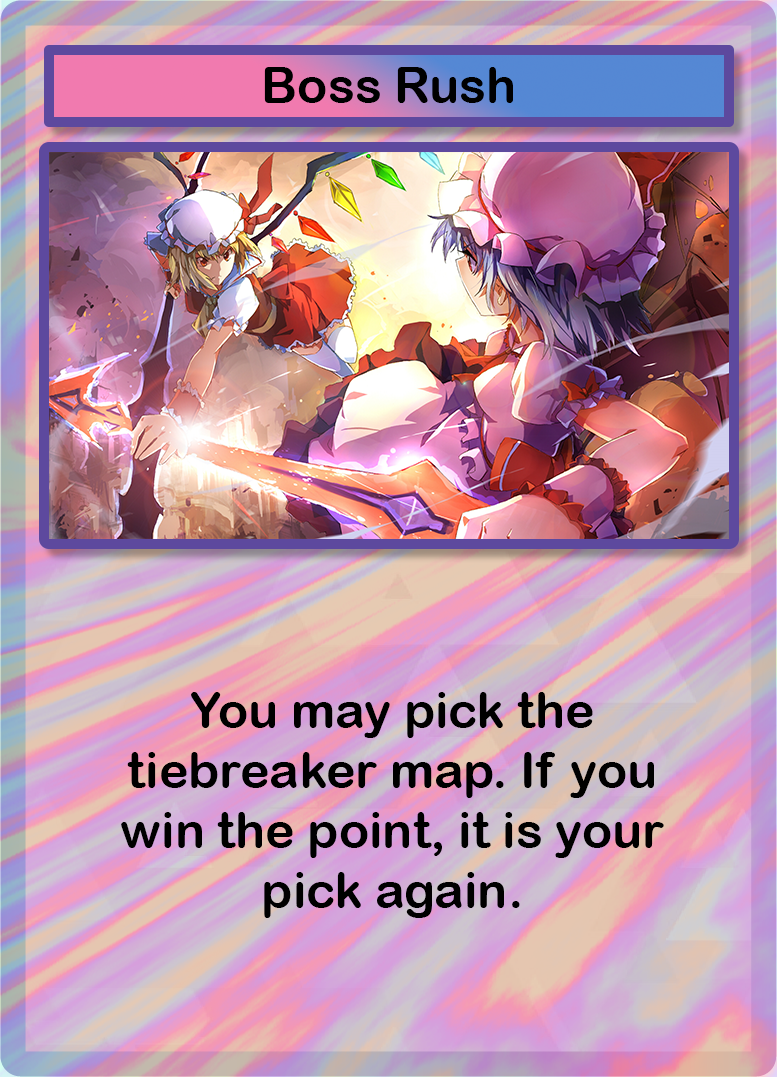 Boss Rush
You may pick the
tiebreaker map. If you
win the point, it is your
pick again.